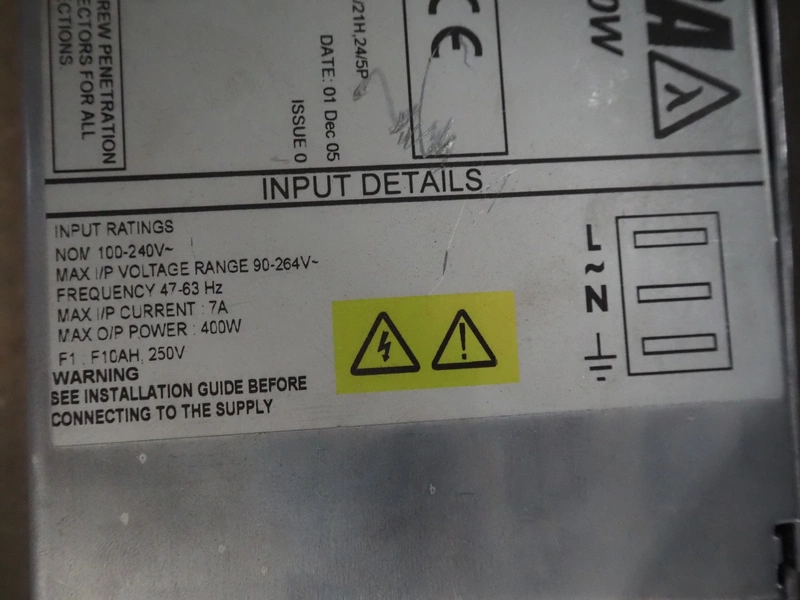 REW PENETRATION
ECTORS FOR ALL
CTIONS.
/21H,24/5P
DATE: 01 Dec 05
ISSUE 0
CE
0W
INPUT DETAILS
INPUT RATINGS
NOM 100-240V~
MAX I/P VOLTAGE RANGE 90-264V~
FREQUENCY 47-63 Hz
MAX I/P CURRENT : 7A
MAX O/P POWER : 400W
F1 : F10AH, 250V
WARNING
SEE INSTALLATION GUIDE BEFORE
CONNECTING TO THE SUPPLY
L
~
N